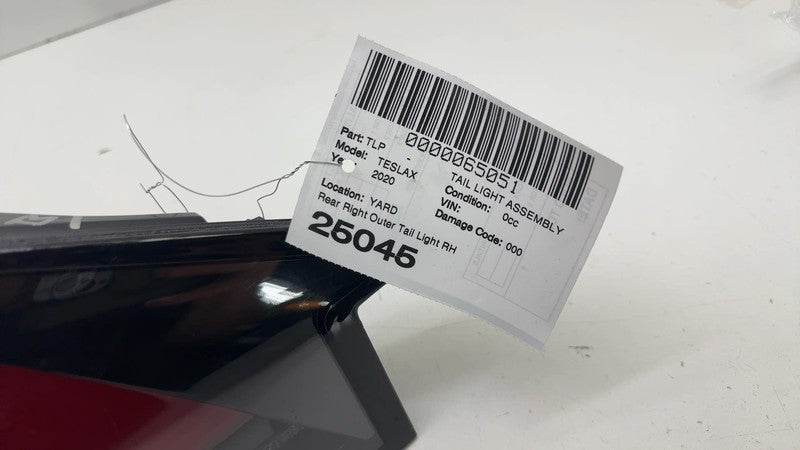 0000065051
Part: TLP - TAIL LIGHT ASSEMBLY
Model: TESLAX Condition: 0cc
2020 VIN:
Location: YARD Damage Code: 000
Rear Right Outer Tail Light RH
25045